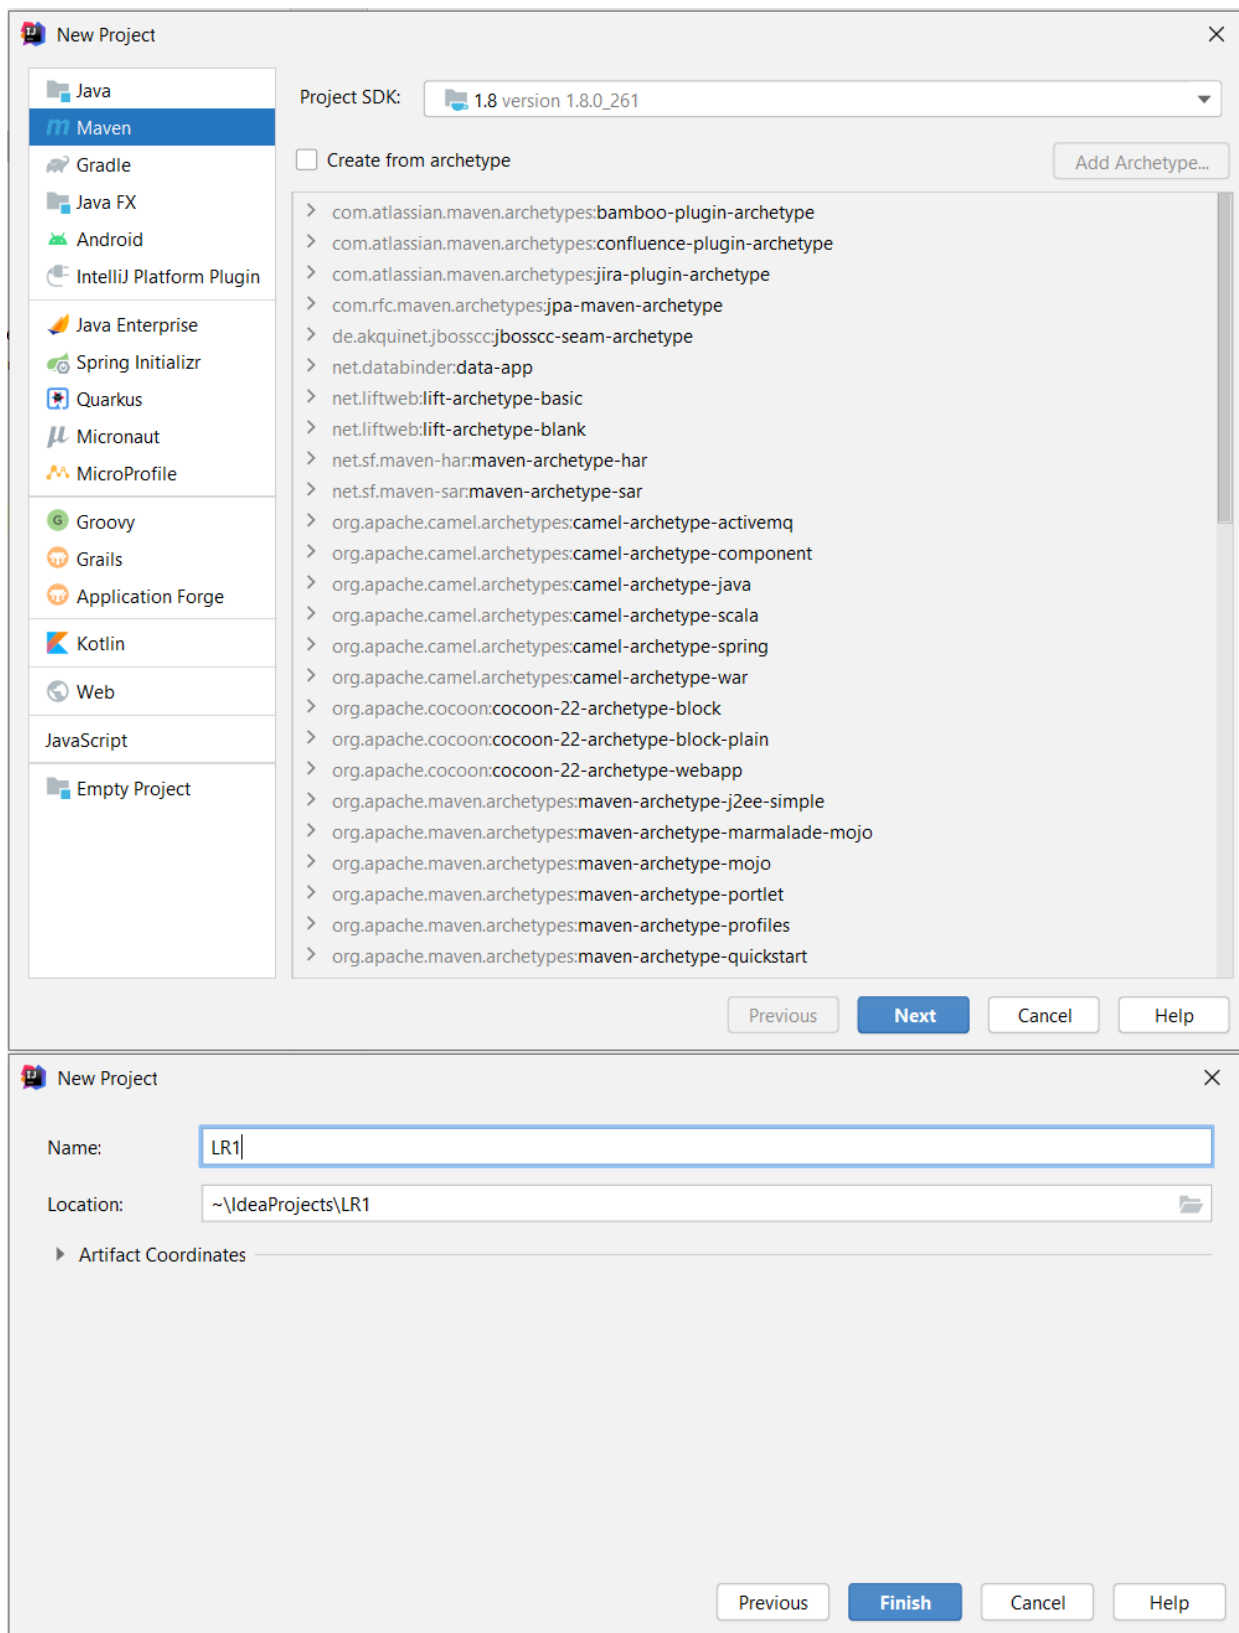 New Project
Java
Maven
Gradle
Java FX
Android
IntelliJ Platform Plugin
Java Enterprise
Spring Initializr
Quarkus
Micronaut
MicroProfile
Groovy
Grails
Application Forge
Kotlin
Web
JavaScript
Empty Project
Project SDK: 1.8 version 1.8.0_261
Create from archetype Add Archetype...
com.atlassian.maven.archetypes:bamboo-plugin-archetype
com.atlassian.maven.archetypes:confluence-plugin-archetype
com.atlassian.maven.archetypes:jira-plugin-archetype
com.rfc.maven.archetypes:jpa-maven-archetype
de.akquinet.jbosscc:jbosscc-seam-archetype
net.databinder:data-app
net.liftweb:lift-archetype-basic
net.liftweb:lift-archetype-blank
net.sf.maven-har:maven-archetype-har
net.sf.maven-sar:maven-archetype-sar
org.apache.camel.archetypes:camel-archetype-activemq
org.apache.camel.archetypes:camel-archetype-component
org.apache.camel.archetypes:camel-archetype-java
org.apache.camel.archetypes:camel-archetype-scala
org.apache.camel.archetypes:camel-archetype-spring
org.apache.camel.archetypes:camel-archetype-war
org.apache.cocoon:cocoon-22-archetype-block
org.apache.cocoon:cocoon-22-archetype-block-plain
org.apache.cocoon:cocoon-22-archetype-webapp
org.apache.maven.archetypes:maven-archetype-j2ee-simple
org.apache.maven.archetypes:maven-archetype-marmalade-mojo
org.apache.maven.archetypes:maven-archetype-mojo
org.apache.maven.archetypes:maven-archetype-portlet
org.apache.maven.archetypes:maven-archetype-profiles
org.apache.maven.archetypes:maven-archetype-quickstart
Previous Next Cancel Help
New Project
Name: LR1
Location: ~\IdeaProjects\LR1
Artifact Coordinates
Previous Finish Cancel Help